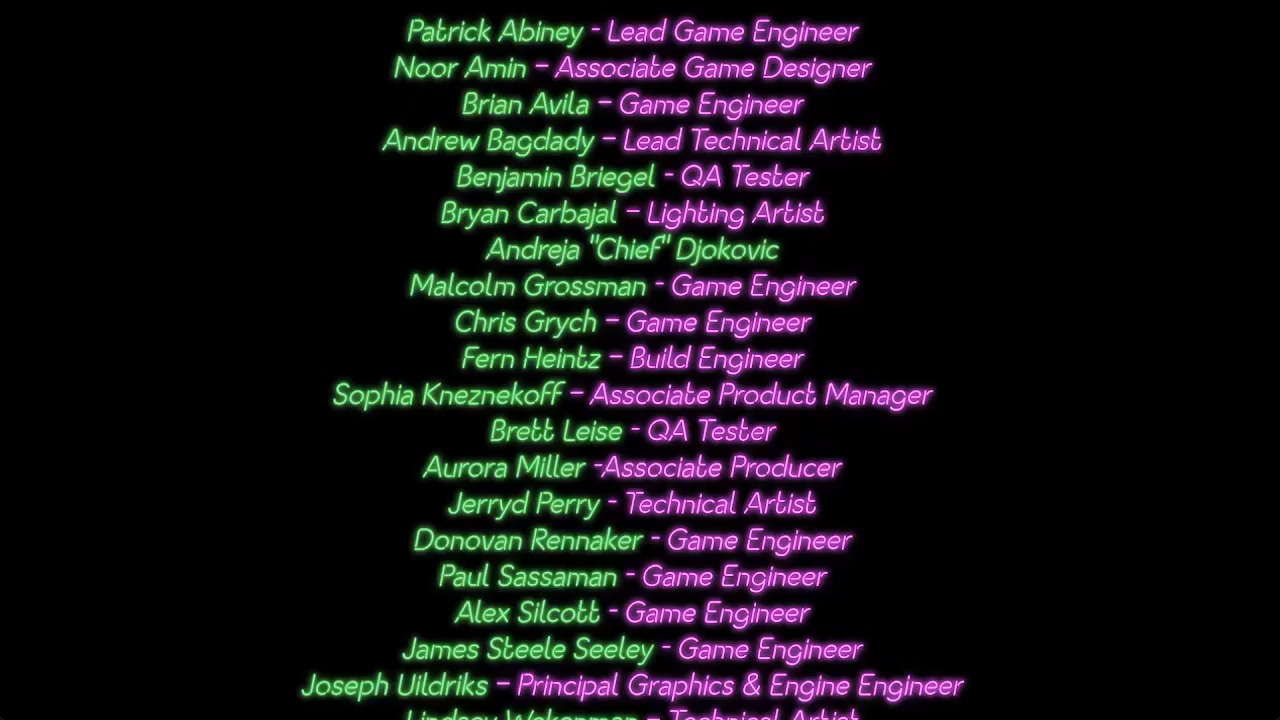 Patrick Abiney - Lead Game Engineer
Noor Amin – Associate Game Designer
Brian Avila – Game Engineer
Andrew Bagdady – Lead Technical Artist
Benjamin Briegel - QA Tester
Bryan Carbajal – Lighting Artist
Andreja "Chief" Djokovic
Malcolm Grossman - Game Engineer
Chris Grych – Game Engineer
Fern Heintz – Build Engineer
Sophia Kneznekoff – Associate Product Manager
Brett Leise - QA Tester
Aurora Miller -Associate Producer
Jerryd Perry - Technical Artist
Donovan Rennaker - Game Engineer
Paul Sassaman - Game Engineer
Alex Silcott - Game Engineer
James Steele Seeley - Game Engineer
Joseph Uildriks – Principal Graphics & Engine Engineer
Lindsey – Technical Artist